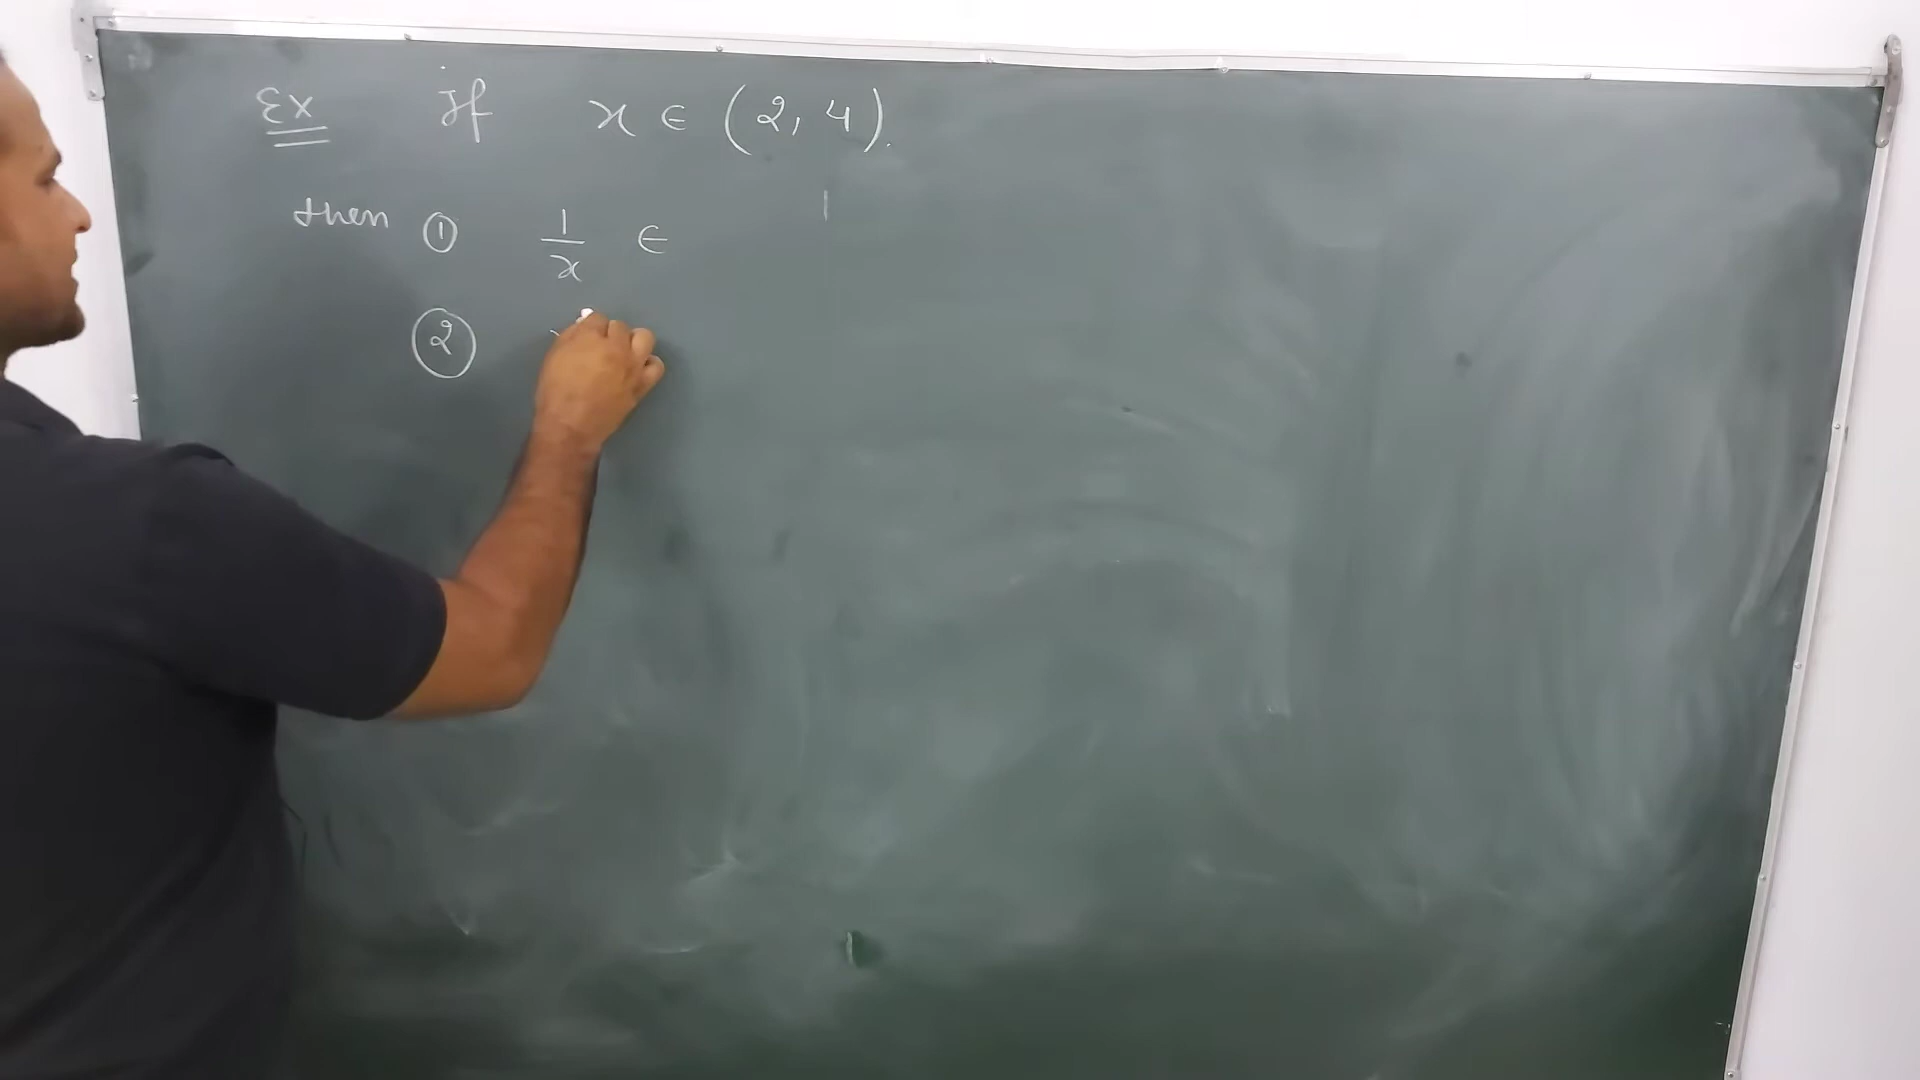 Ex if x ∈ (2, 4).
then ① 1/x ∈
②